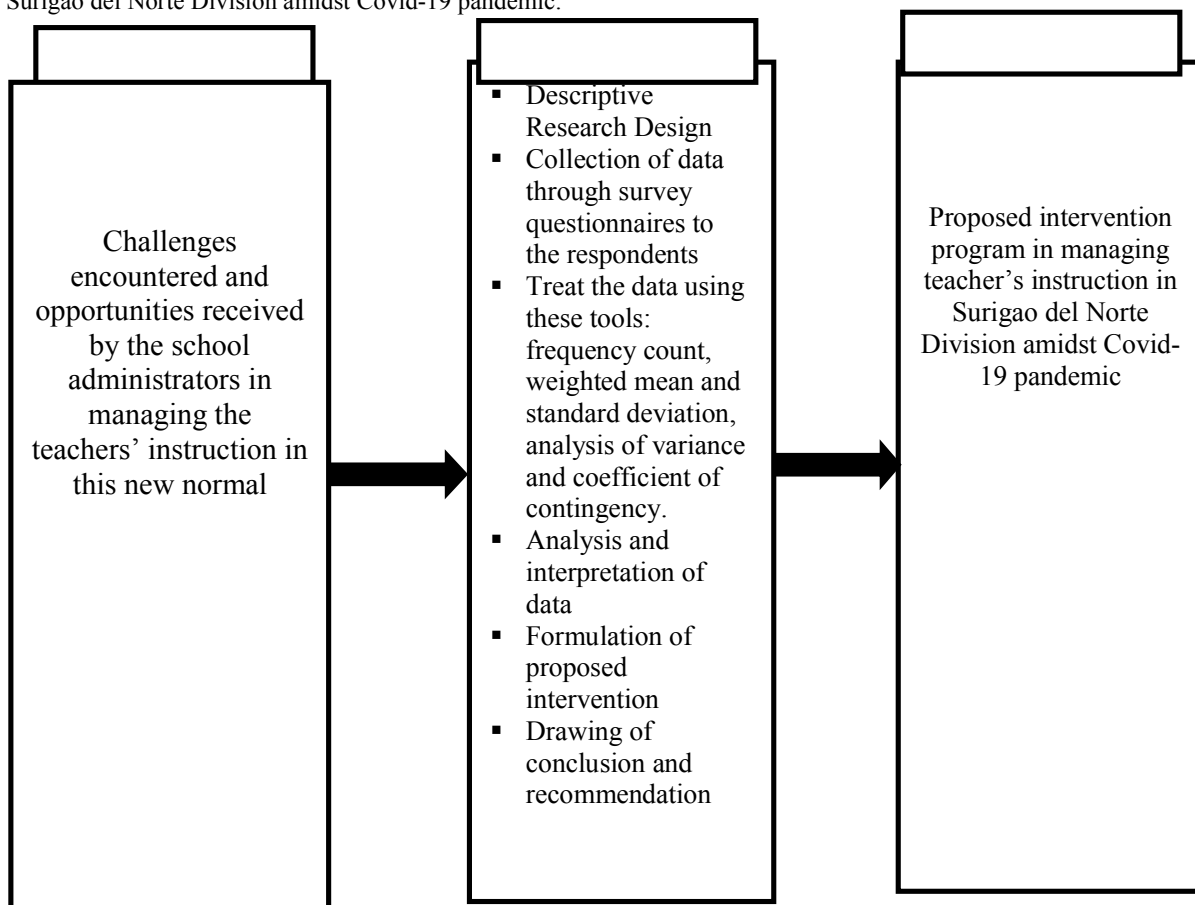 Surigao del Norte Division amidst Covid-19 pandemic.
Challenges
encountered and
opportunities received
by the school
administrators in
managing the
teachers’ instruction in
this new normal
▪ Descriptive
Research Design
▪ Collection of data
through survey
questionnaires to
the respondents
▪ Treat the data using
these tools:
frequency count,
weighted mean and
standard deviation,
analysis of variance
and coefficient of
contingency.
▪ Analysis and
interpretation of
data
▪ Formulation of
proposed
intervention
▪ Drawing of
conclusion and
recommendation
Proposed intervention
program in managing
teacher’s instruction in
Surigao del Norte
Division amidst Covid-
19 pandemic